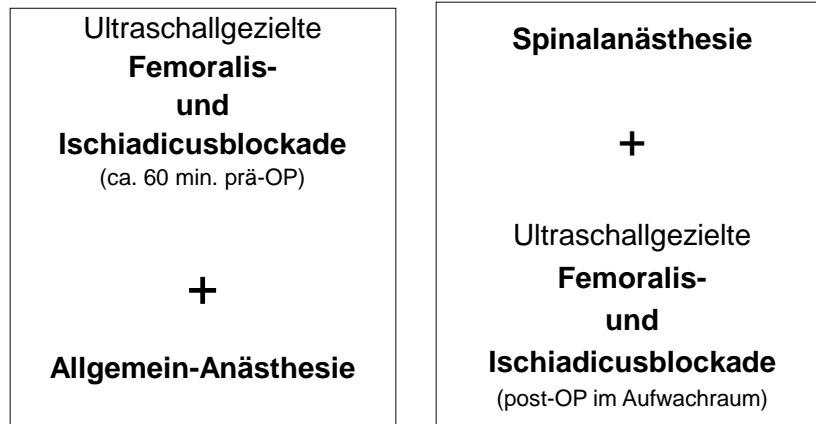 Ultraschallgezielte
Femoralis-
und
Ischiadicusblockade
(ca. 60 min. prä-OP)
+
Allgemein-Anästhesie
Spinalanästhesie
+
Ultraschallgezielte
Femoralis-
und
Ischiadicusblockade
(post-OP im Aufwachraum)